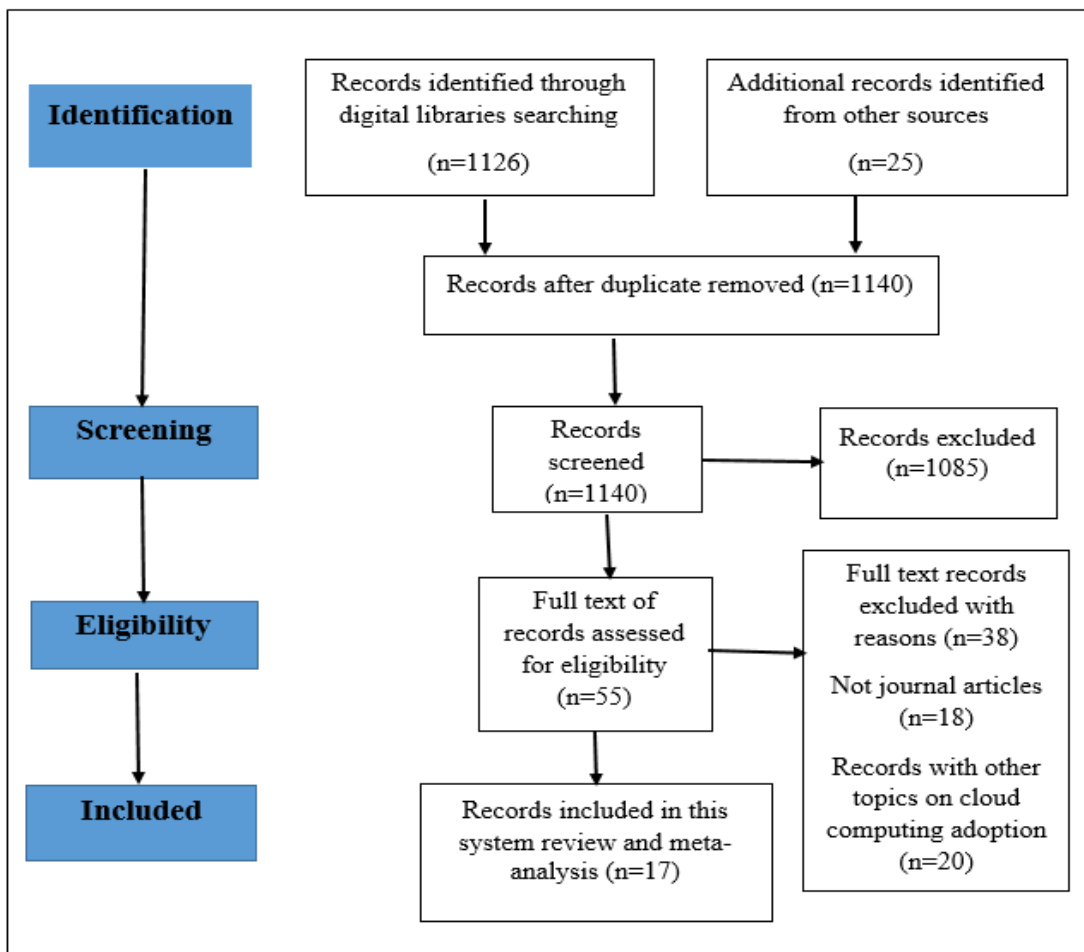 Identification
Records identified through
digital libraries searching
(n=1126)
Additional records identified
from other sources
(n=25)
Records after duplicate removed (n=1140)
Screening
Records
screened
(n=1140)
Records excluded
(n=1085)
Eligibility
Full text of
records assessed
for eligibility
(n=55)
Full text records
excluded with
reasons (n=38)
Not journal articles
(n=18)
Records with other
topics on cloud
computing adoption
(n=20)
Included
Records included in this
system review and meta-
analysis (n=17)